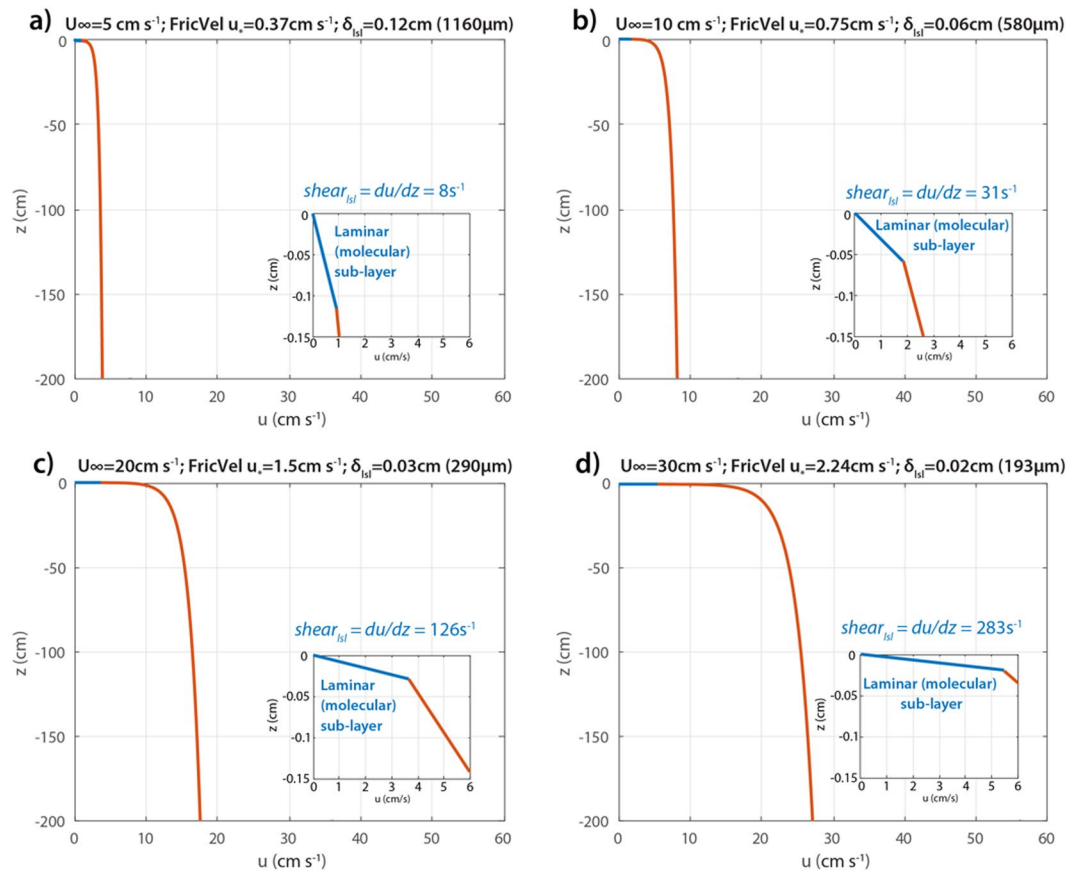 a) U∞=5 cm s⁻¹; FricVel u*=0.37cm s⁻¹; δlsl=0.12cm (1160µm)
0
-50
-100
-150
-200
z (cm)
0 10 20 30 40 50 60
u (cm s⁻¹)
shearlsl = du/dz = 8s⁻¹
0
-0.05
-0.1
-0.15
z (cm)
Laminar
(molecular)
sub-layer
0 1 2 3 4 5 6
u (cm/s)
b) U∞=10 cm s⁻¹; FricVel u*=0.75cm s⁻¹; δlsl=0.06cm (580µm)
0
-50
-100
-150
-200
z (cm)
0 10 20 30 40 50 60
u (cm s⁻¹)
shearlsl = du/dz = 31s⁻¹
0
-0.05
-0.1
-0.15
z (cm)
Laminar (molecular)
sub-layer
0 1 2 3 4 5 6
u (cm/s)
c) U∞=20cm s⁻¹; FricVel u*=1.5cm s⁻¹; δlsl=0.03cm (290µm)
0
-50
-100
-150
-200
z (cm)
0 10 20 30 40 50 60
u (cm s⁻¹)
shearlsl = du/dz = 126s⁻¹
0
-0.05
-0.1
-0.15
z (cm)
Laminar
(molecular)
sub-layer
0 1 2 3 4 5 6
u (cm/s)
d) U∞=30cm s⁻¹; FricVel u*=2.24cm s⁻¹; δlsl=0.02cm (193µm)
0
-50
-100
-150
-200
z (cm)
0 10 20 30 40 50 60
u (cm s⁻¹)
shearlsl = du/dz = 283s⁻¹
0
-0.05
-0.1
-0.15
z (cm)
Laminar (molecular)
sub-layer
0 1 2 3 4 5 6
u (cm/s)